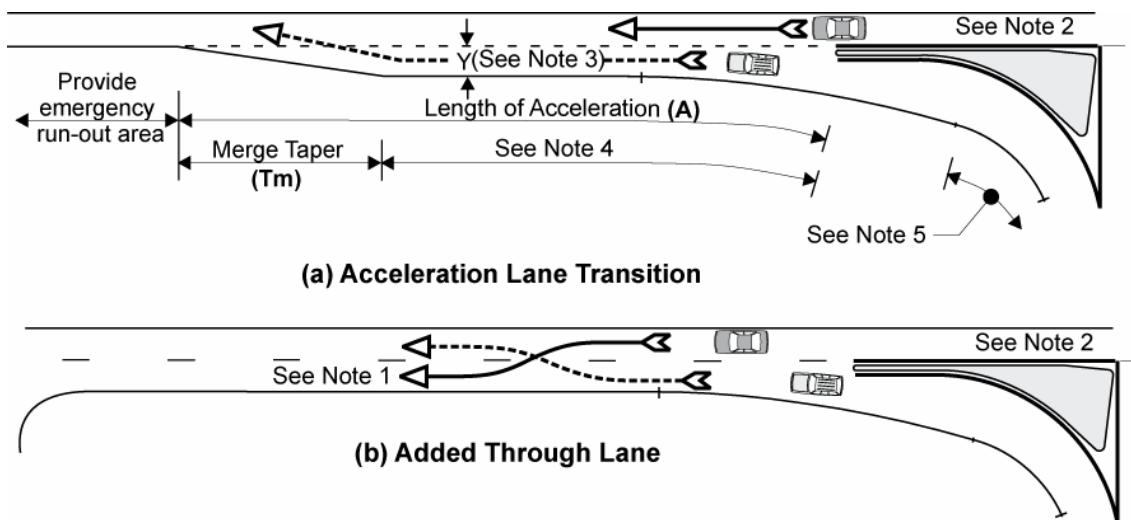 See Note 2
Y(See Note 3)
Provide
emergency
run-out area
Length of Acceleration (A)
Merge Taper
(Tm)
See Note 4
See Note 5
(a) Acceleration Lane Transition
See Note 2
See Note 1
(b) Added Through Lane